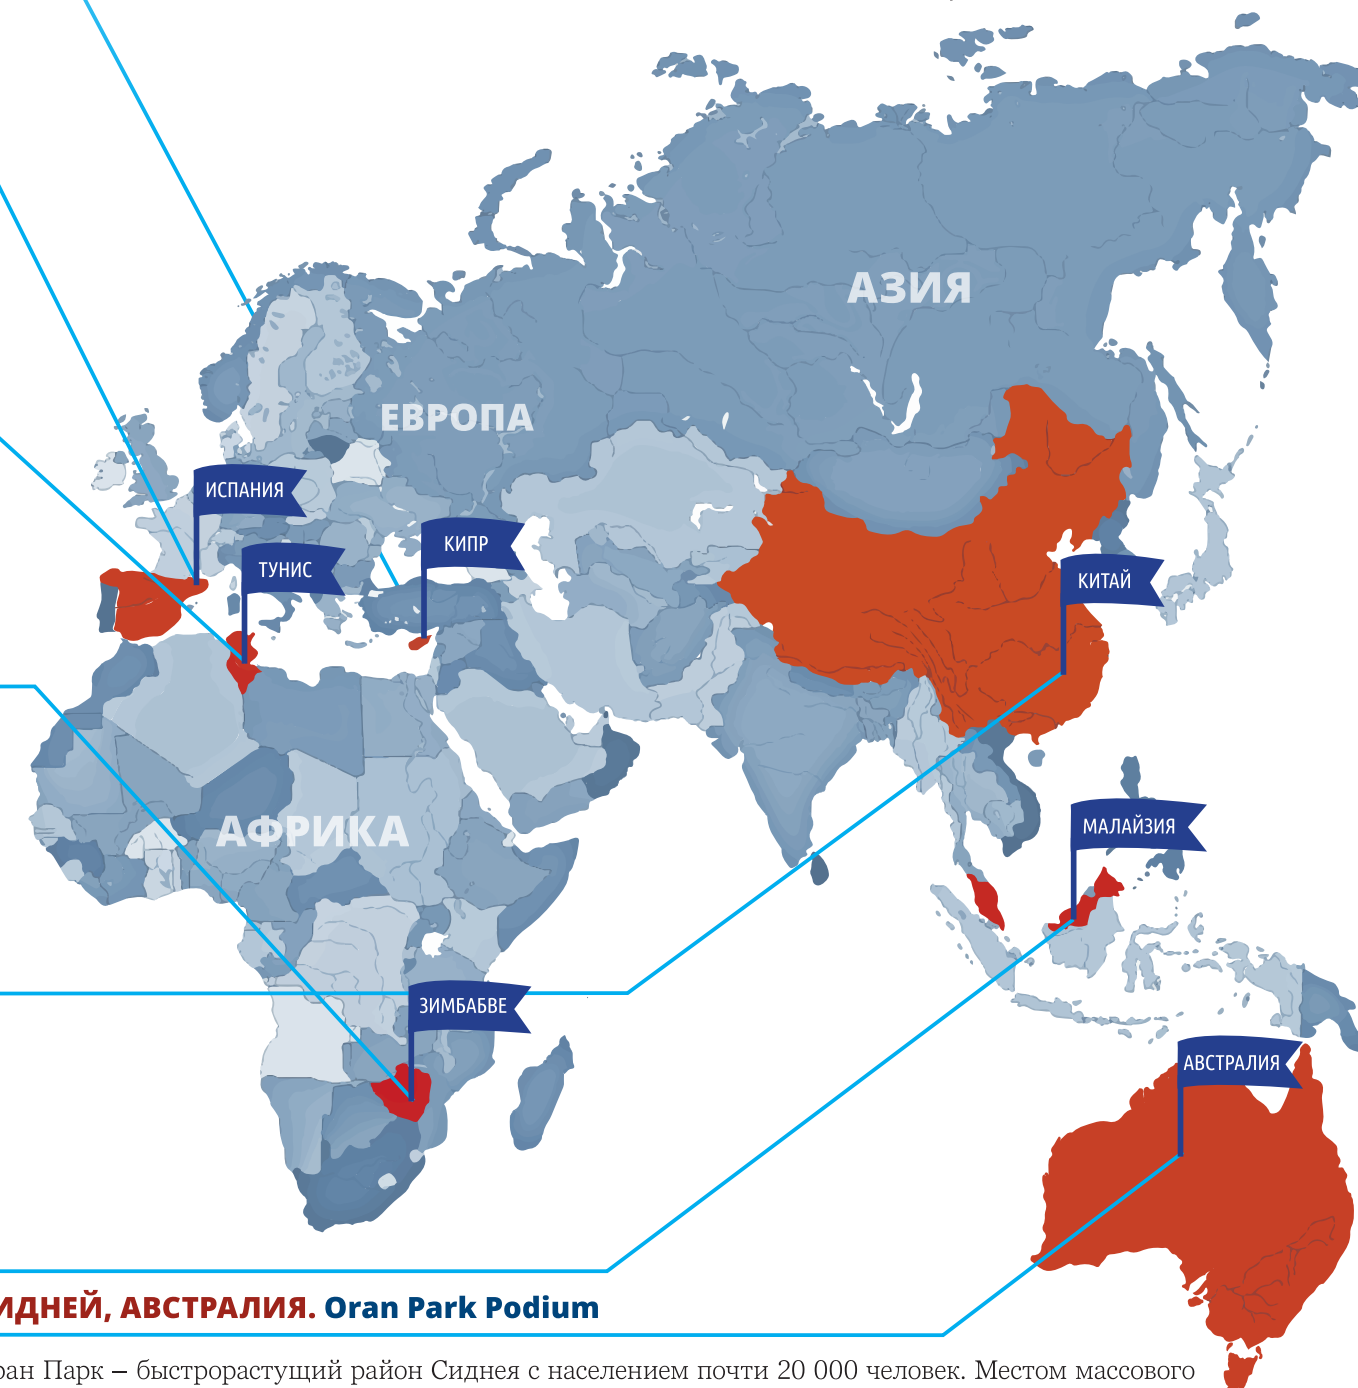 АЗИЯ
ЕВРОПА
ИСПАНИЯ
КИПР
ТУНИС
КИТАЙ
АФРИКА
МАЛАЙЗИЯ
ЗИМБАБВЕ
АВСТРАЛИЯ
ИДНЕЙ, АВСТРАЛИЯ. Oran Park Podium
ран Парк – быстрорастущий район Сиднея с населением почти 20 000 человек. Местом массового